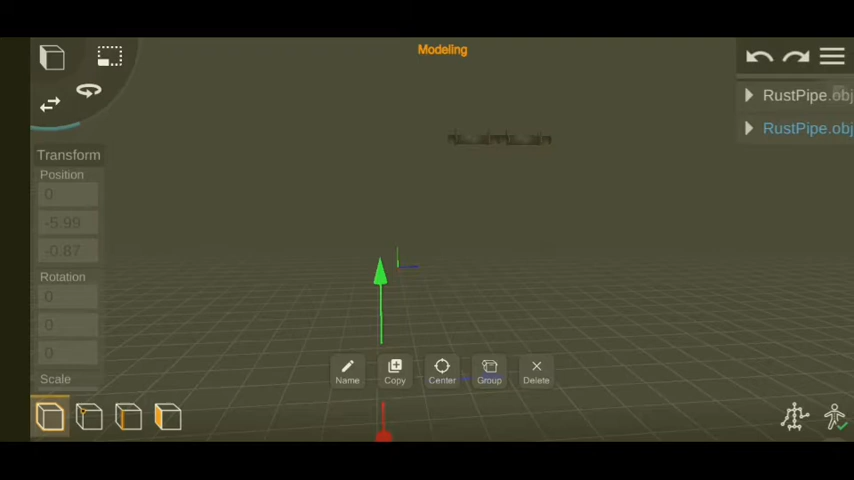 Modeling
RustPipe.obj
RustPipe.obj
Transform
Position
0
-5.99
-0.87
Rotation
0
0
0
Scale
Name
Copy
Center
Group
Delete